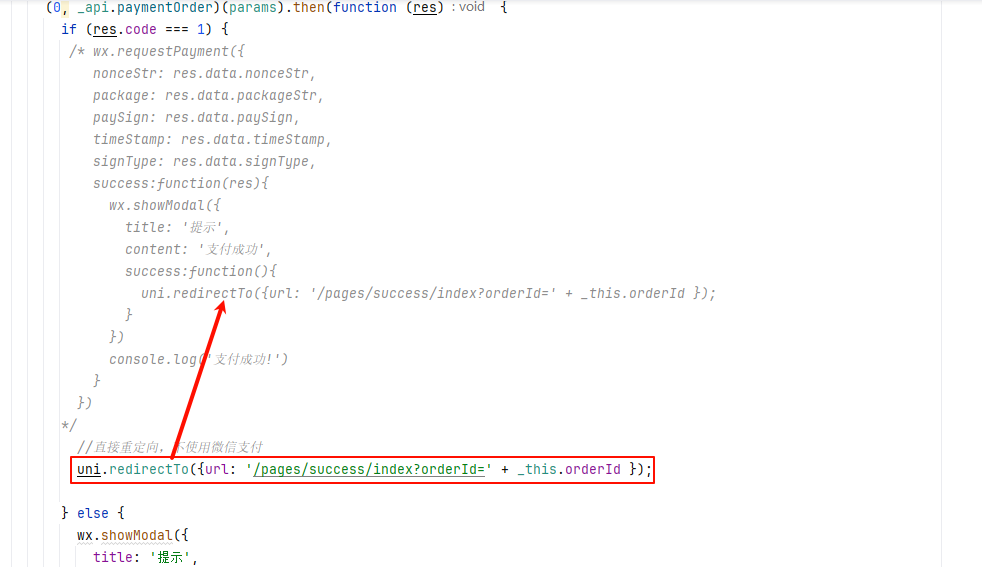 (0, _api.paymentOrder)(params).then(function (res) : void {
if (res.code === 1) {
/* wx.requestPayment({
nonceStr: res.data.nonceStr,
package: res.data.packageStr,
paySign: res.data.paySign,
timeStamp: res.data.timeStamp,
signType: res.data.signType,
success:function(res){
wx.showModal({
title: '提示',
content: '支付成功',
success:function(){
uni.redirectTo({url: '/pages/success/index?orderId=' + _this.orderId });
}
})
console.log('支付成功!')
}
})
*/
//直接重定向，不使用微信支付
uni.redirectTo({url: '/pages/success/index?orderId=' + _this.orderId });
} else {
wx.showModal({
title: '提示',